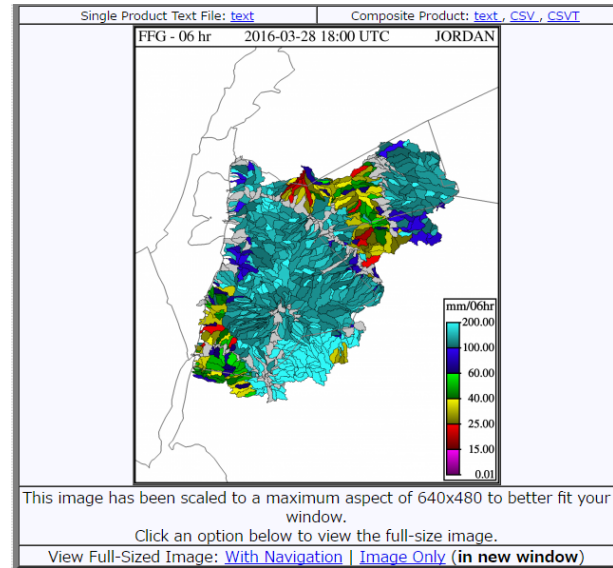 Single Product Text File: text
Composite Product: text , CSV , CSVT
FFG - 06 hr 2016-03-28 18:00 UTC JORDAN
mm/06hr
200.00
100.00
60.00
40.00
25.00
15.00
0.01
This image has been scaled to a maximum aspect of 640x480 to better fit your
window.
Click an option below to view the full-size image.
View Full-Sized Image: With Navigation | Image Only (in new window)